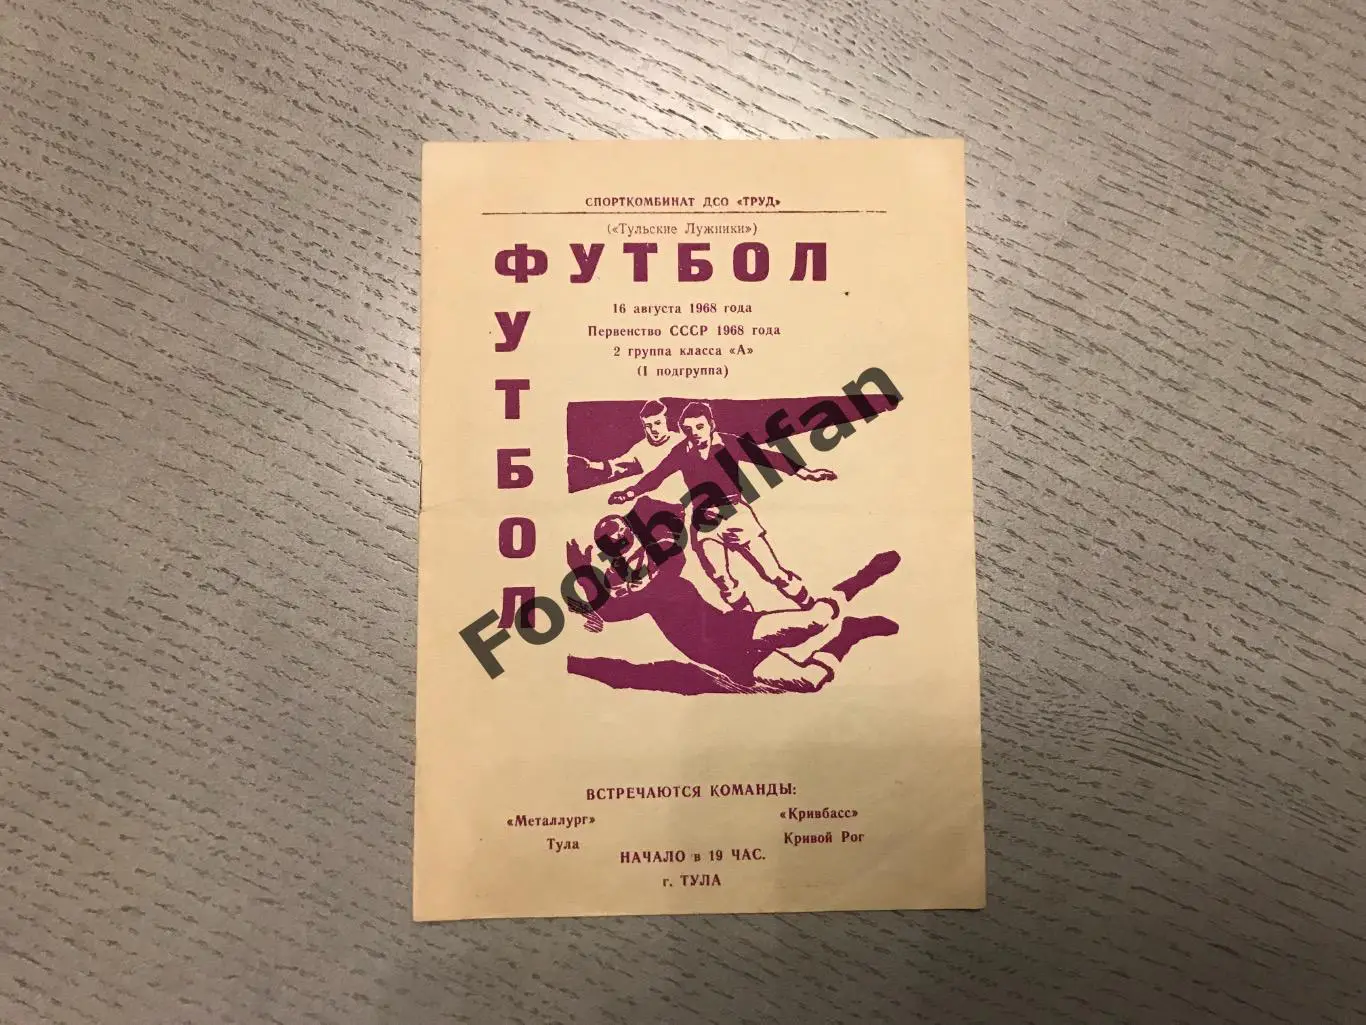 СПОРТКОМБИНАТ ДСО «ТРУД»
(«Тульские Лужники»)
ФУТБОЛ
ФУТБОЛ
16 августа 1968 года
Первенство СССР 1968 года
2 группа класса «А»
(I подгруппа)
Footballfan
ВСТРЕЧАЮТСЯ КОМАНДЫ:
«Металлург» «Кривбасс»
Тула Кривой Рог
НАЧАЛО в 19 ЧАС.
г. ТУЛА